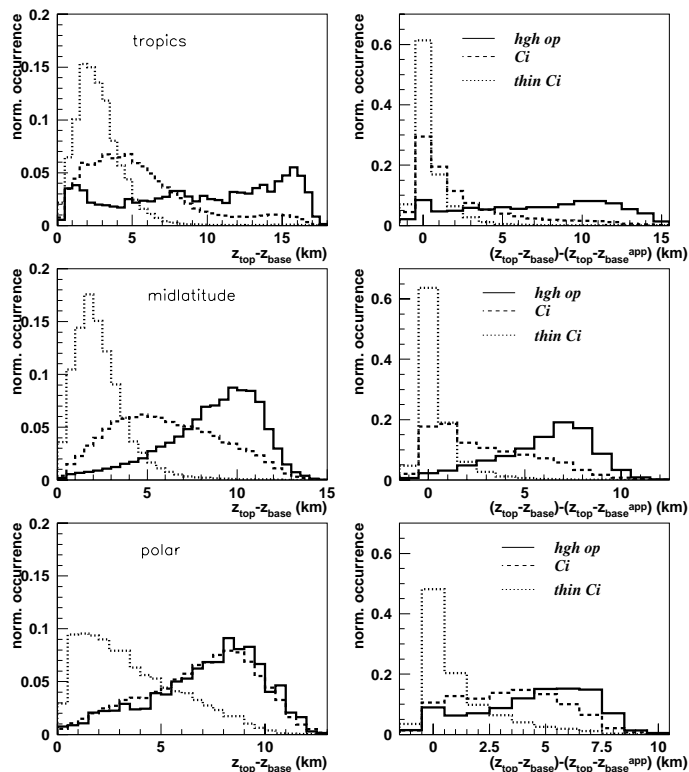 norm. occurrence
0.2
0.15
0.1
0.05
0
tropics
0 5 10 15
z_top-z_base (km)
norm. occurrence
0.6
0.4
0.2
0
hgh op
Ci
thin Ci
0 5 10 15
(z_top-z_base)-(z_top-z_base^app) (km)
norm. occurrence
0.2
0.15
0.1
0.05
0
midlatitude
0 5 10 15
z_top-z_base (km)
norm. occurrence
0.6
0.4
0.2
0
hgh op
Ci
thin Ci
0 5 10
(z_top-z_base)-(z_top-z_base^app) (km)
norm. occurrence
0.2
0.15
0.1
0.05
0
polar
0 5 10
z_top-z_base (km)
norm. occurrence
0.6
0.4
0.2
0
hgh op
Ci
thin Ci
0 2.5 5 7.5 10
(z_top-z_base)-(z_top-z_base^app) (km)